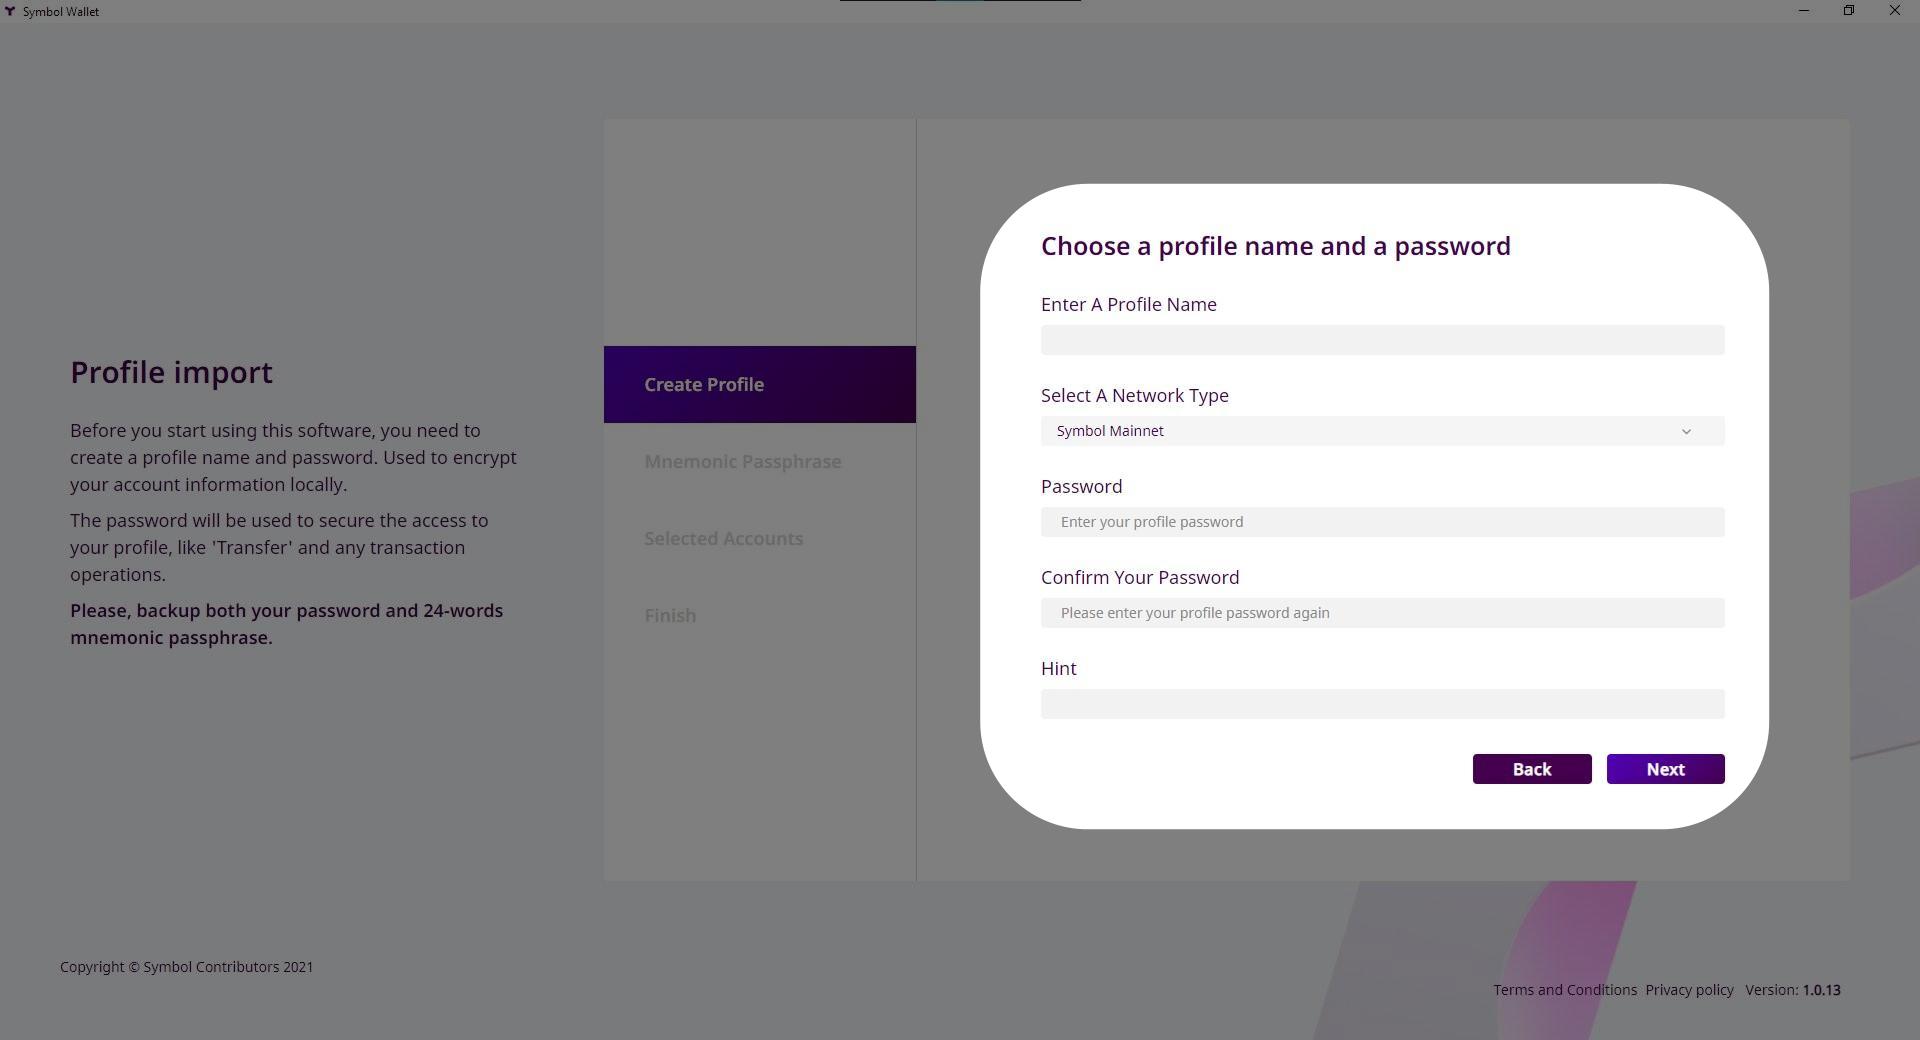 Symbol Wallet
Profile import
Before you start using this software, you need to
create a profile name and password. Used to encrypt
your account information locally.
The password will be used to secure the access to
your profile, like 'Transfer' and any transaction
operations.
Please, backup both your password and 24-words
mnemonic passphrase.
Create Profile
Mnemonic Passphrase
Selected Accounts
Finish
Choose a profile name and a password
Enter A Profile Name
Select A Network Type
Symbol Mainnet
Password
Enter your profile password
Confirm Your Password
Please enter your profile password again
Hint
Back
Next
Copyright © Symbol Contributors 2021
Terms and Conditions Privacy policy Version: 1.0.13